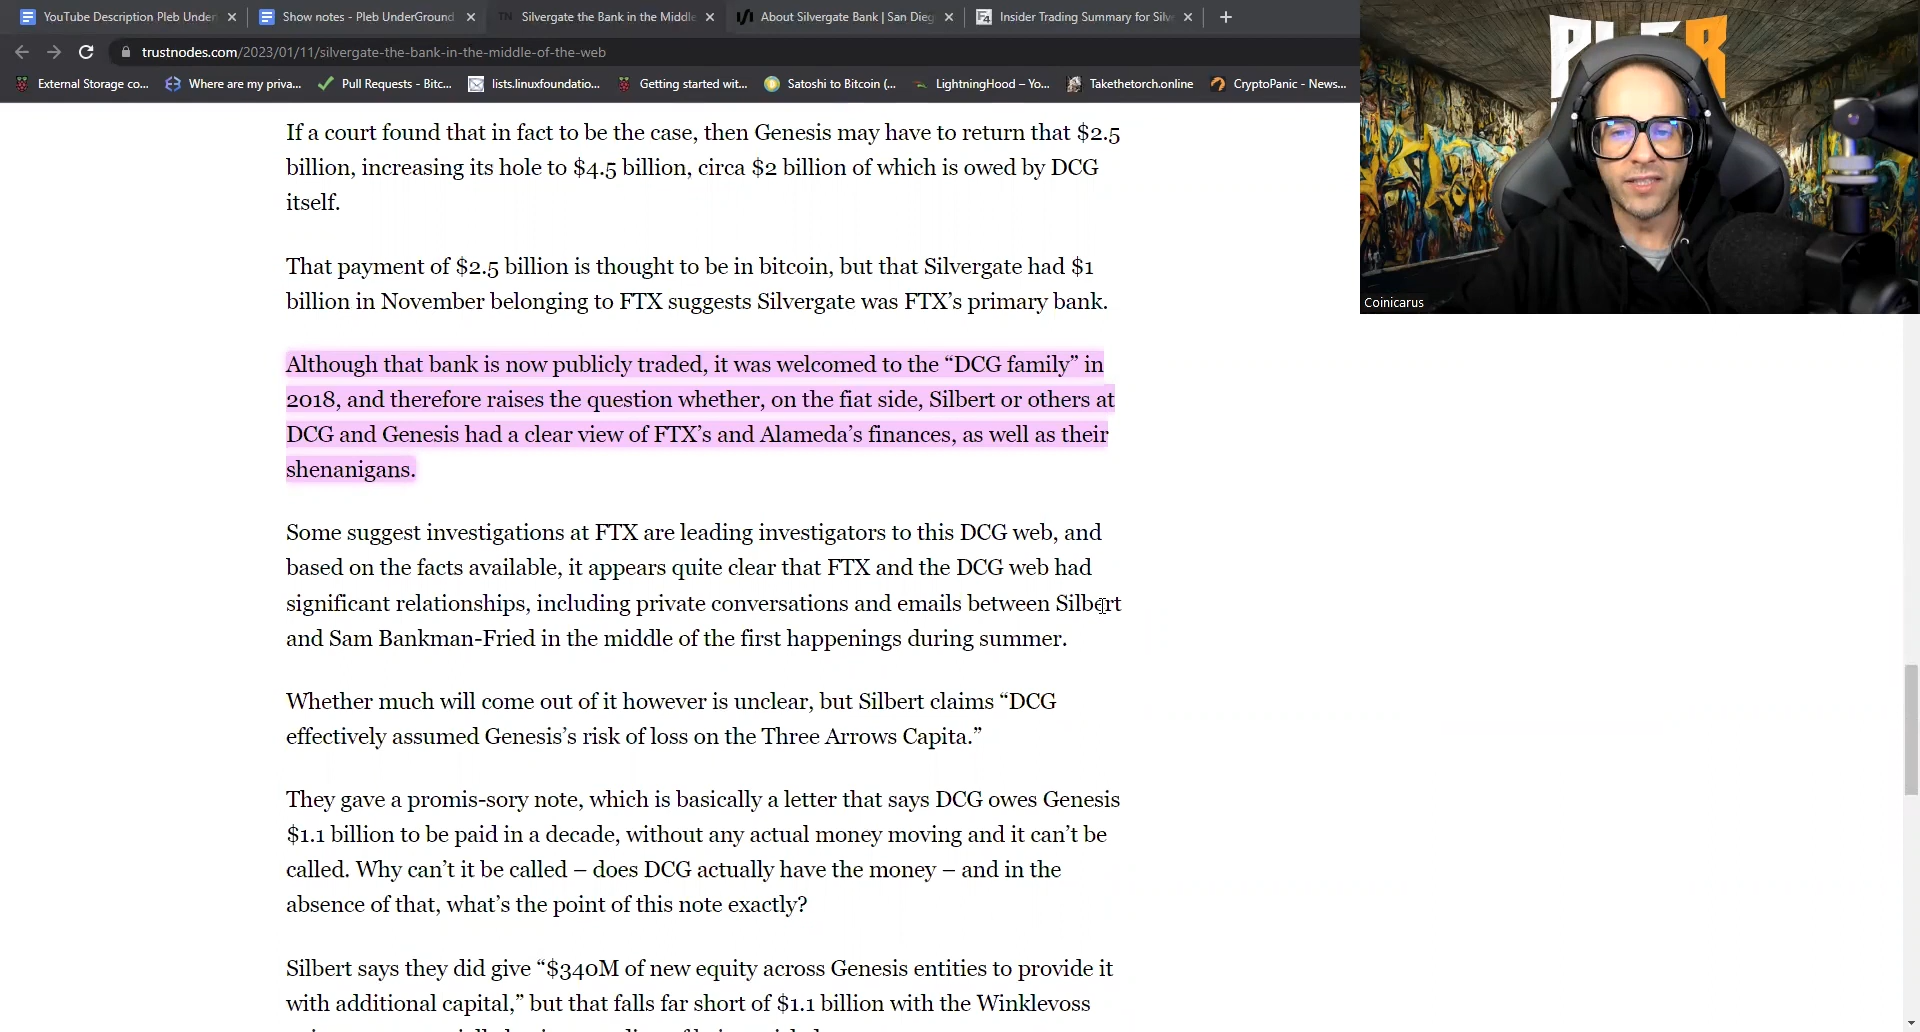 YouTube Description Pleb Under
Show notes - Pleb UnderGround
TN Silvergate the Bank in the Middle
About Silvergate Bank | San Dieg
F4 Insider Trading Summary for Silv
trustnodes.com/2023/01/11/silvergate-the-bank-in-the-middle-of-the-web
External Storage co...
Where are my priva...
Pull Requests - Bitc...
lists.linuxfoundatio...
Getting started wit...
Satoshi to Bitcoin (...
LightningHood – Yo...
Takethetorch.online
CryptoPanic - News...
Coinicarus
If a court found that in fact to be the case, then Genesis may have to return that $2.5
billion, increasing its hole to $4.5 billion, circa $2 billion of which is owed by DCG
itself.
That payment of $2.5 billion is thought to be in bitcoin, but that Silvergate had $1
billion in November belonging to FTX suggests Silvergate was FTX’s primary bank.
Although that bank is now publicly traded, it was welcomed to the “DCG family” in
2018, and therefore raises the question whether, on the fiat side, Silbert or others at
DCG and Genesis had a clear view of FTX’s and Alameda’s finances, as well as their
shenanigans.
Some suggest investigations at FTX are leading investigators to this DCG web, and
based on the facts available, it appears quite clear that FTX and the DCG web had
significant relationships, including private conversations and emails between Silbert
and Sam Bankman-Fried in the middle of the first happenings during summer.
Whether much will come out of it however is unclear, but Silbert claims “DCG
effectively assumed Genesis’s risk of loss on the Three Arrows Capita.”
They gave a promis-sory note, which is basically a letter that says DCG owes Genesis
$1.1 billion to be paid in a decade, without any actual money moving and it can’t be
called. Why can’t it be called – does DCG actually have the money – and in the
absence of that, what’s the point of this note exactly?
Silbert says they did give “$340M of new equity across Genesis entities to provide it
with additional capital,” but that falls far short of $1.1 billion with the Winklevoss